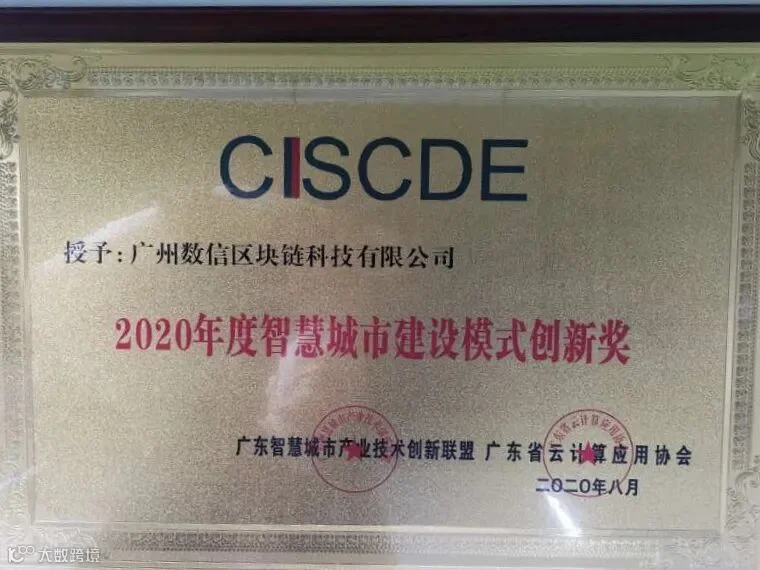 CISCDE
授予:广州数信区块链科技有限公司
2020年度智慧城市建设模式创新奖
广东智慧城市产业技术创新联盟 广东省云计算应用协会
二〇二〇年八月
大数跨境